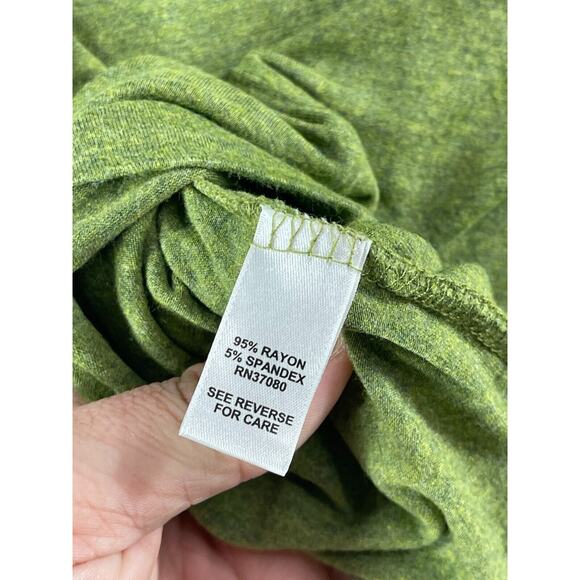 95% RAYON
5% SPANDEX
RN37080
SEE REVERSE
FOR CARE